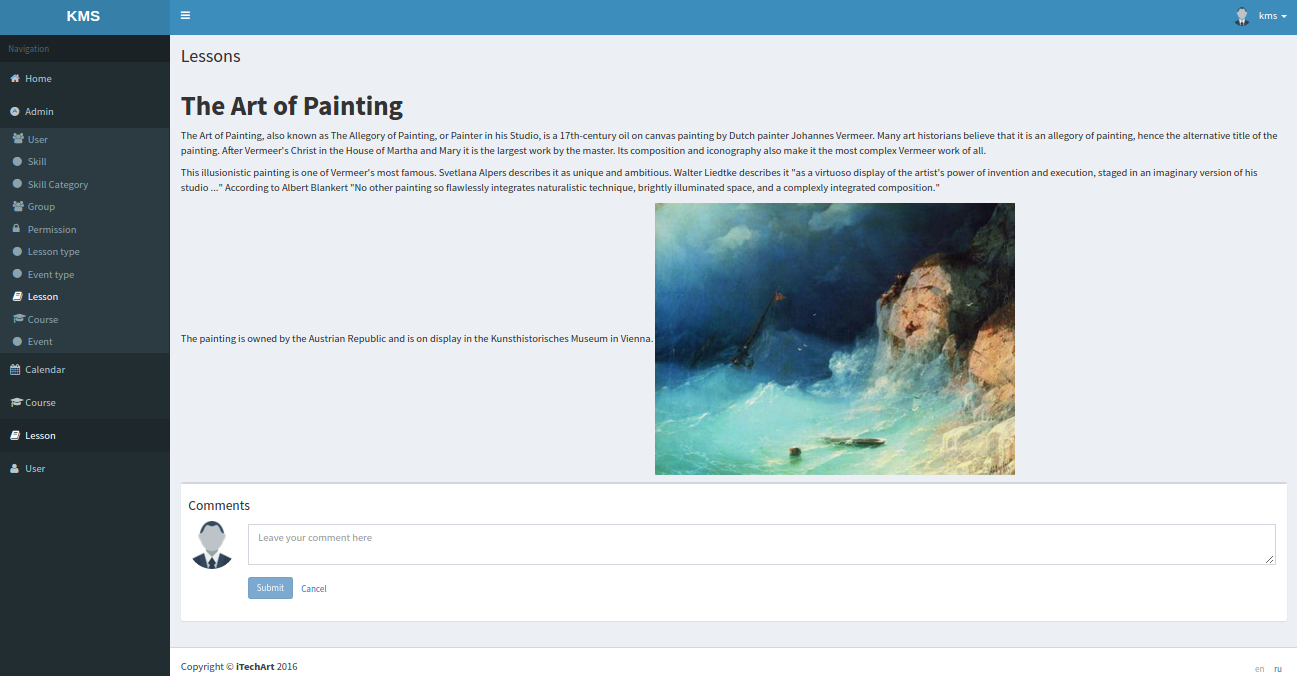 KMS
kms
Navigation
Home
Admin
User
Skill
Skill Category
Group
Permission
Lesson type
Event type
Lesson
Course
Event
Calendar
Course
Lesson
User
Lessons
The Art of Painting
The Art of Painting, also known as The Allegory of Painting, or Painter in his Studio, is a 17th-century oil on canvas painting by Dutch painter Johannes Vermeer. Many art historians believe that it is an allegory of painting, hence the alternative title of the
painting. After Vermeer's Christ in the House of Martha and Mary it is the largest work by the master. Its composition and iconography also make it the most complex Vermeer work of all.
This illusionistic painting is one of Vermeer's most famous. Svetlana Alpers describes it as unique and ambitious. Walter Liedtke describes it "as a virtuoso display of the artist's power of invention and execution, staged in an imaginary version of his
studio ..." According to Albert Blankert "No other painting so flawlessly integrates naturalistic technique, brightly illuminated space, and a complexly integrated composition."
The painting is owned by the Austrian Republic and is on display in the Kunsthistorisches Museum in Vienna.
Comments
Leave your comment here
Submit Cancel
Copyright © iTechArt 2016
en ru